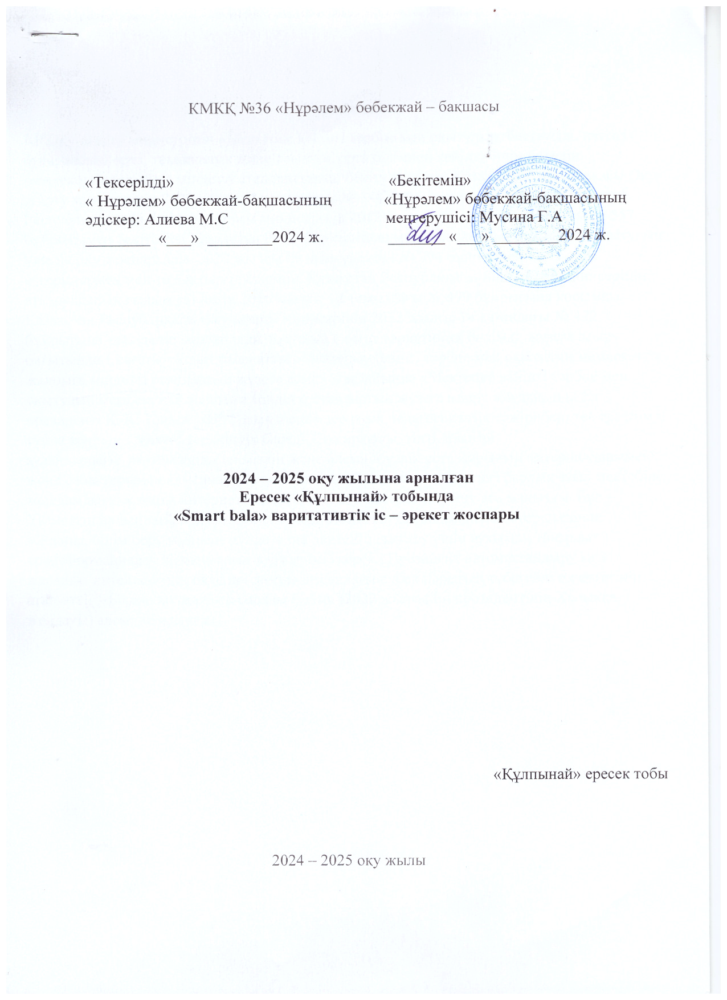 КМКҚ №36 «Нұрәлем» бөбекжай – бақшасы
«Тексерілді»
« Нұрәлем» бөбекжай-бақшасының
әдіскер: Алиева М.С
________ «___» ________2024 ж.
«Бекітемін»
«Нұрәлем» бөбекжай-бақшасының
меңгерушісі: Мусина Г.А
_______ «___» ________2024 ж.
2024 – 2025 оқу жылына арналған
Ересек «Құлпынай» тобында
«Smart bala» варитативтік іс – әрекет жоспары
«Құлпынай» ересек тобы
2024 – 2025 оқу жылы